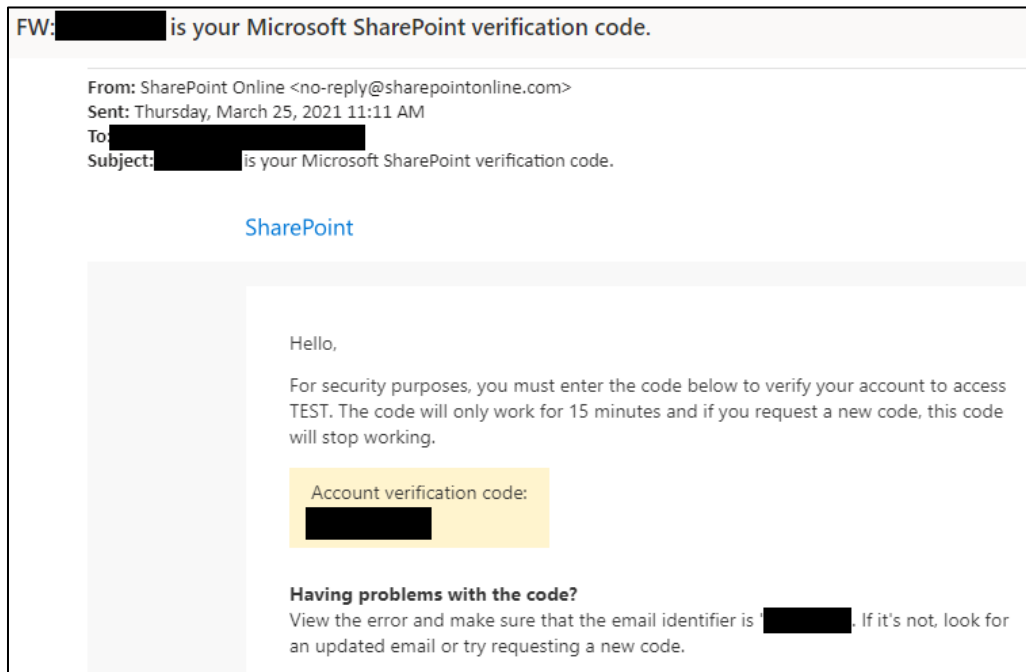 FW: is your Microsoft SharePoint verification code.
From: SharePoint Online <no-reply@sharepointonline.com>
Sent: Thursday, March 25, 2021 11:11 AM
To:
Subject: is your Microsoft SharePoint verification code.
SharePoint
Hello,
For security purposes, you must enter the code below to verify your account to access
TEST. The code will only work for 15 minutes and if you request a new code, this code
will stop working.
Account verification code:
Having problems with the code?
View the error and make sure that the email identifier is ' . If it's not, look for
an updated email or try requesting a new code.